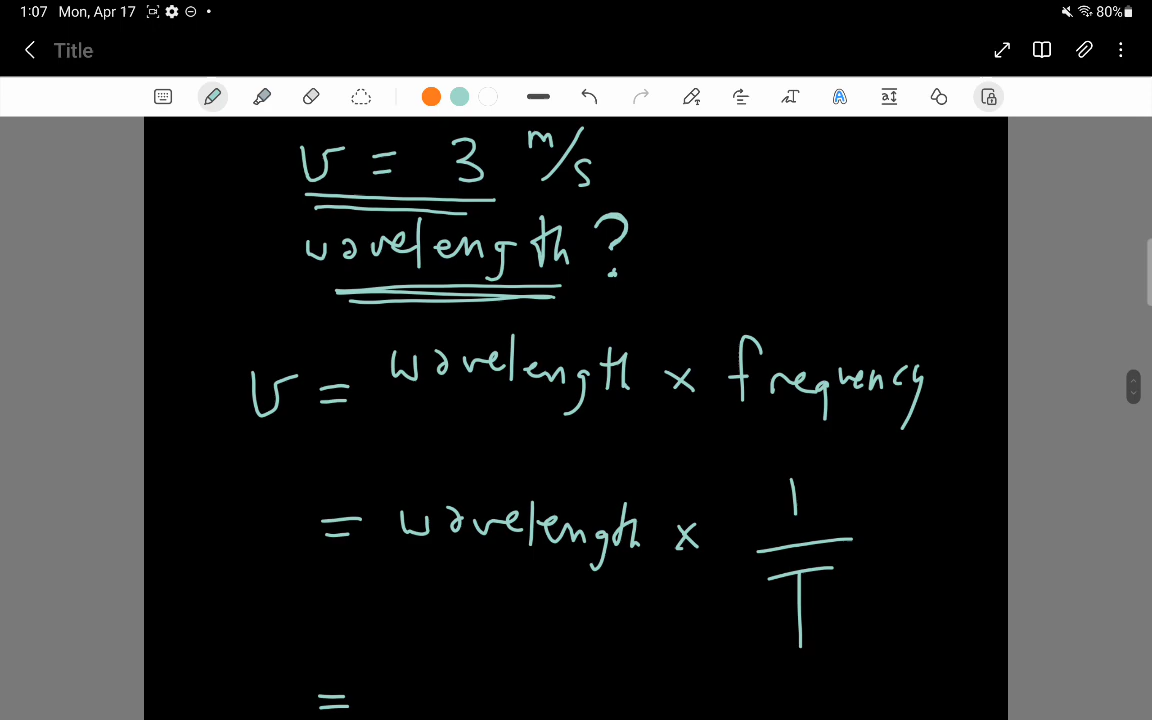 1:07 Mon, Apr 17
80%
Title
v = 3 m/s
wavelength ?
v = wavelength × frequency
= wavelength × 1/T
=